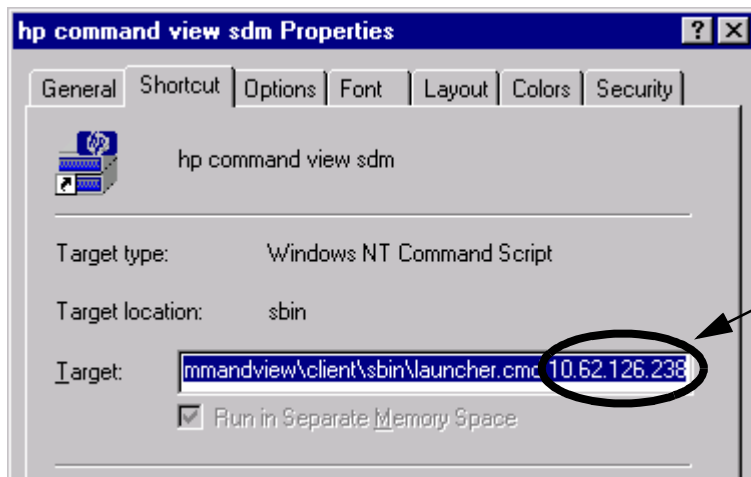 hp command view sdm Properties
? X
General Shortcut Options Font Layout Colors Security
hp command view sdm
Target type: Windows NT Command Script
Target location: sbin
Target: mmandview\client\sbin\launcher.cmd 10.62.126.238
Run in Separate Memory Space